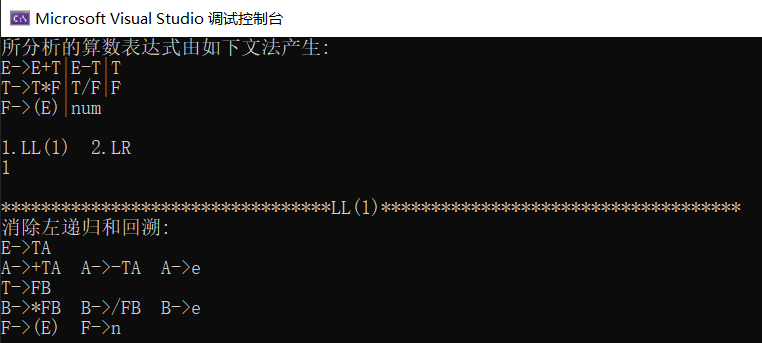 Microsoft Visual Studio 调试控制台
所分析的算数表达式由如下文法产生:
E->E+T|E-T|T
T->T*F|T/F|F
F->(E)|num
1.LL(1)  2.LR
1
*********************************LL(1)************************************
消除左递归和回溯:
E->TA
A->+TA  A->-TA  A->e
T->FB
B->*FB  B->/FB  B->e
F->(E)  F->n